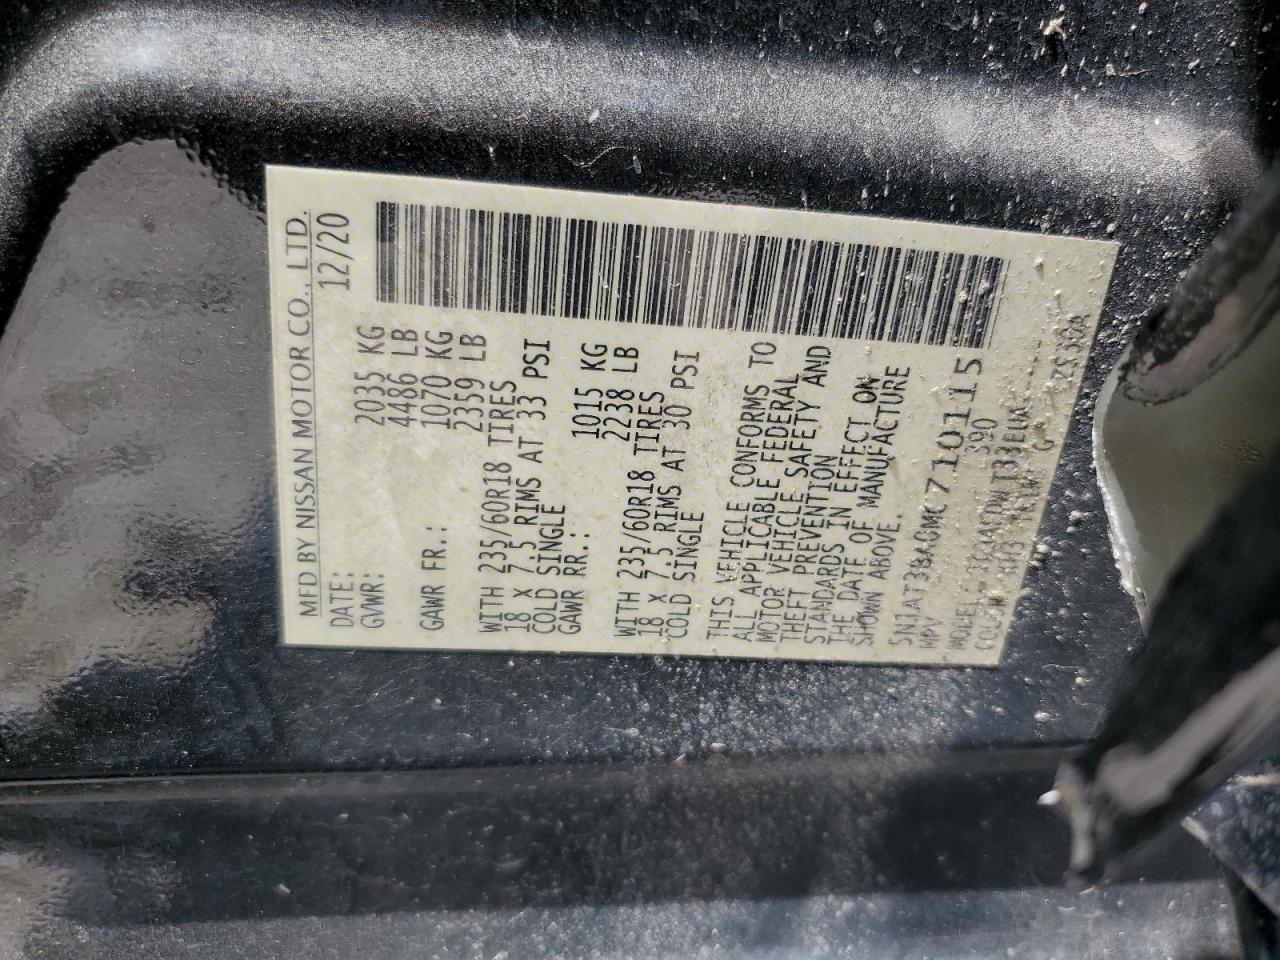 MFD BY NISSAN MOTOR CO., LTD.
DATE: 12/20
GVWR: 2035 KG
4486 LB
GAWR FR.: 1070 KG
2359 LB
WITH 235/60R18 TIRES
18 X 7.5 RIMS AT 33 PSI
COLD SINGLE
GAWR RR.: 1015 KG
2238 LB
WITH 235/60R18 TIRES
18 X 7.5 RIMS AT 30 PSI
COLD SINGLE
THIS VEHICLE CONFORMS TO
ALL APPLICABLE FEDERAL
MOTOR VEHICLE SAFETY AND
THEFT PREVENTION
STANDARDS IN EFFECT ON
THE DATE OF MANUFACTURE
SHOWN ABOVE.
5N1AT3BA0MC710115
MPV 390
MODEL
KH3 TRIM G